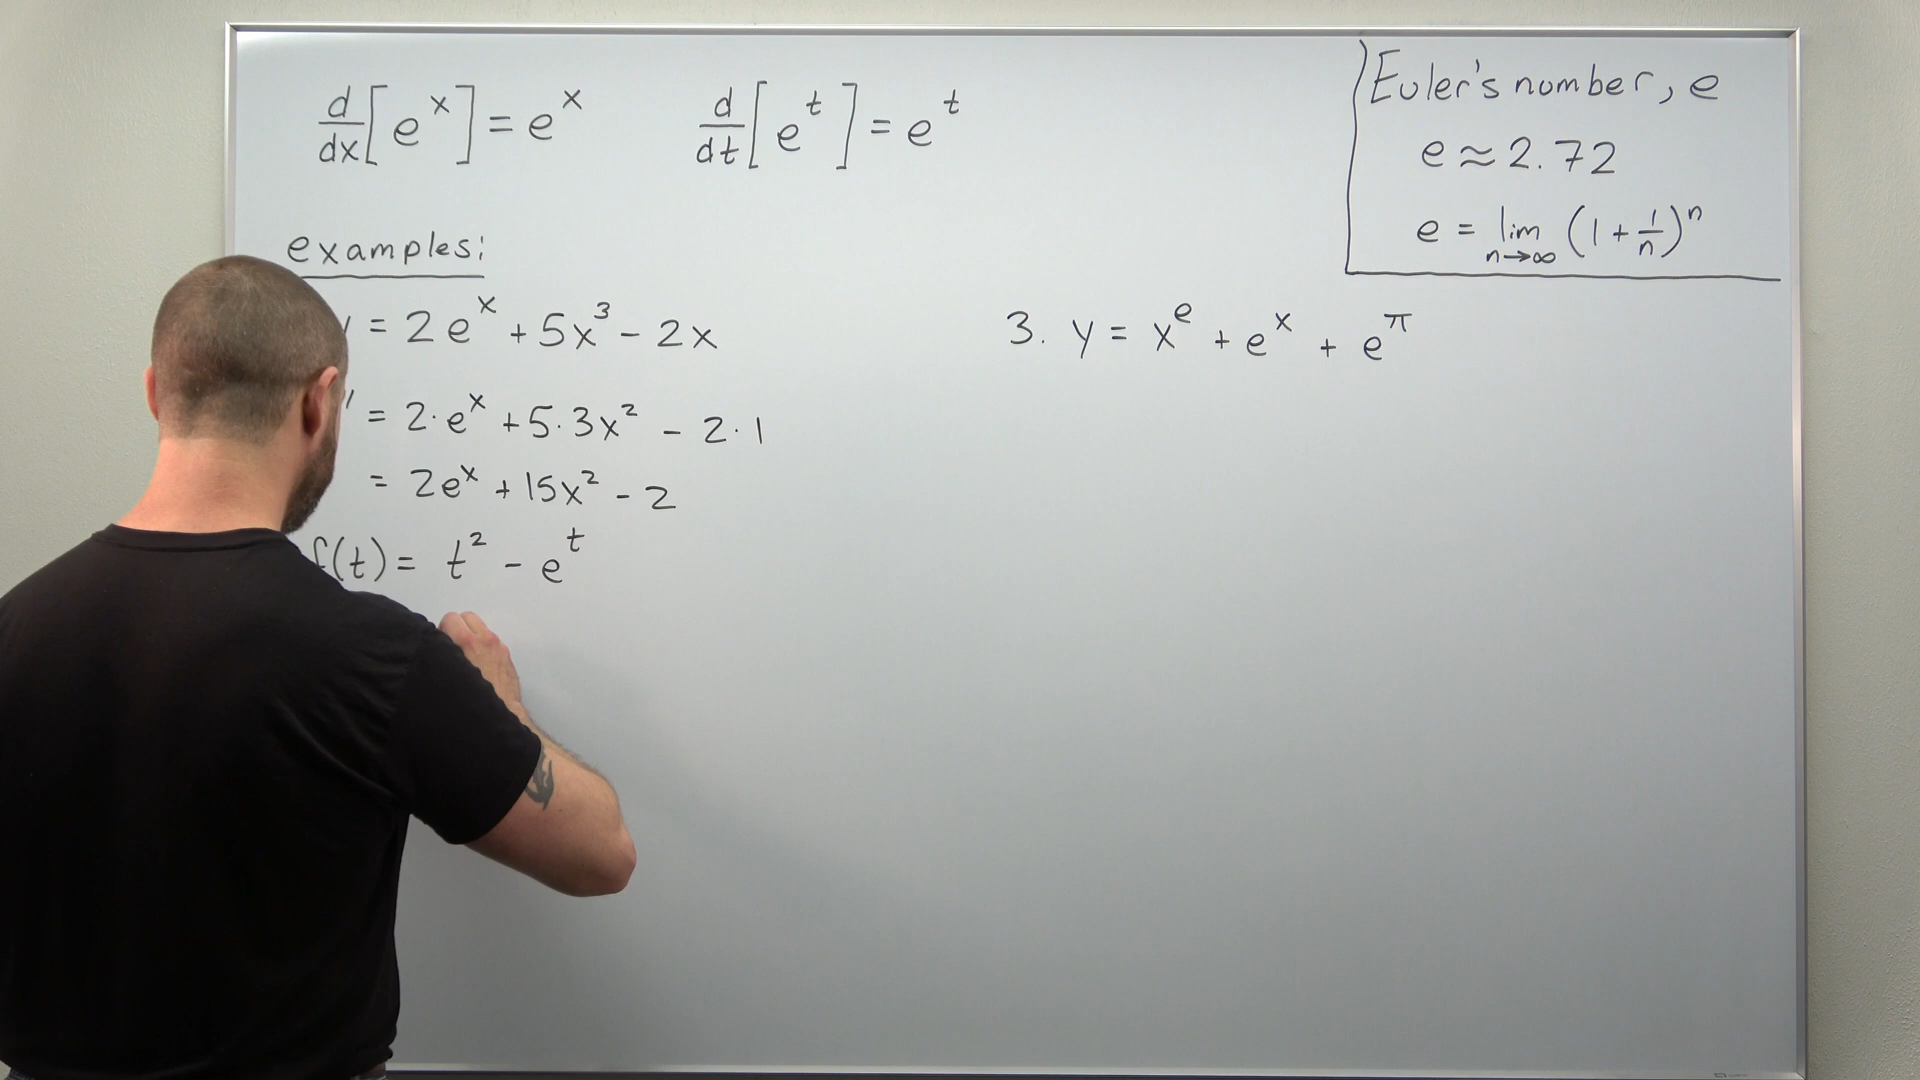 d/dx[e^x] = e^x
d/dt[e^t] = e^t
Euler's number, e
e ≈ 2.72
e = lim n→∞ (1 + 1/n)^n
examples:
= 2e^x + 5x^3 - 2x
' = 2·e^x + 5·3x^2 - 2·1
= 2e^x + 15x^2 - 2
f(t) = t^2 - e^t
3. y = x^e + e^x + e^π